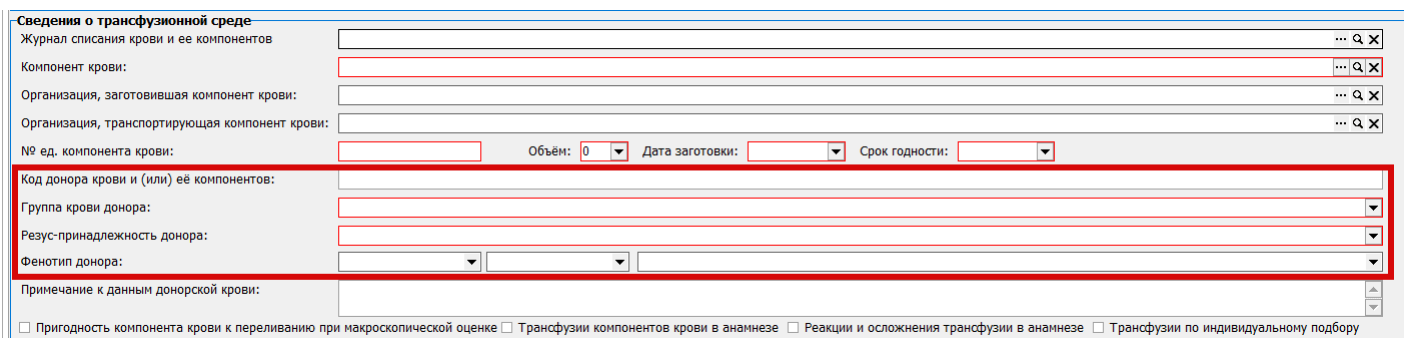 Сведения о трансфузионной среде
Журнал списания крови и ее компонентов
Компонент крови:
Организация, заготовившая компонент крови:
Организация, транспортирующая компонент крови:
№ ед. компонента крови: Объём: 0 Дата заготовки: Срок годности:
Код донора крови и (или) её компонентов:
Группа крови донора:
Резус-принадлежность донора:
Фенотип донора:
Примечание к данным донорской крови:
Пригодность компонента крови к переливанию при макроскопической оценке Трансфузии компонентов крови в анамнезе Реакции и осложнения трансфузии в анамнезе Трансфузии по индивидуальному подбору